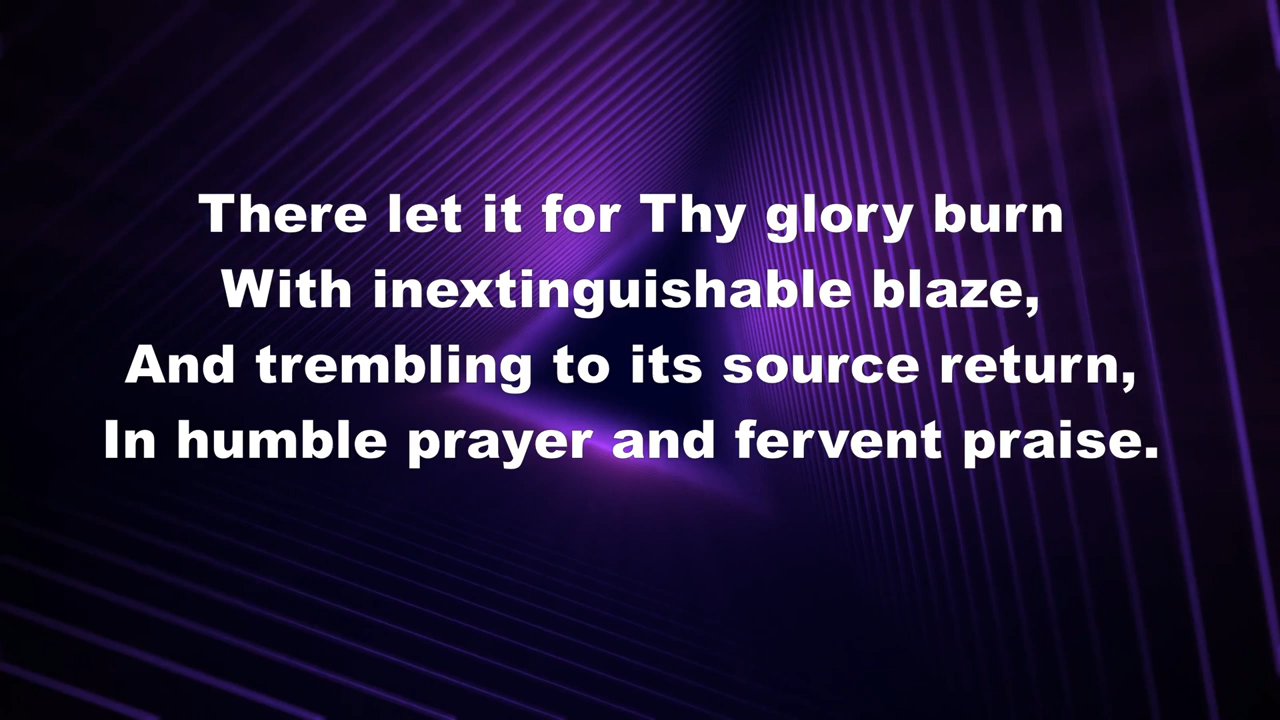 There let it for Thy glory burn
With inextinguishable blaze,
And trembling to its source return,
In humble prayer and fervent praise.